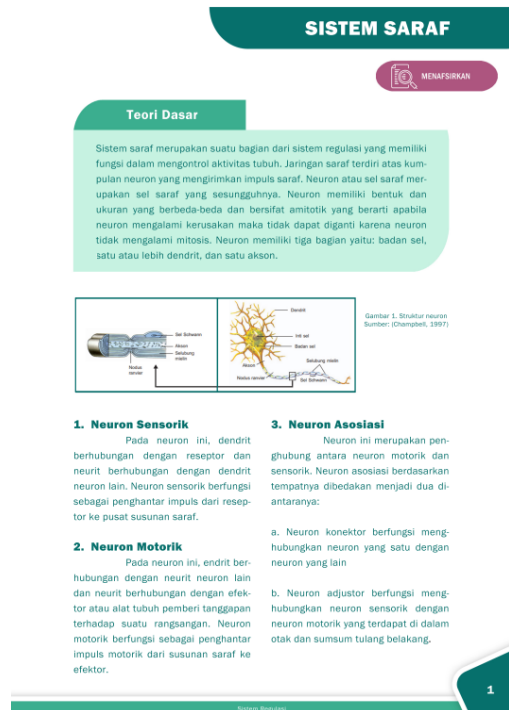 SISTEM SARAF
MENAFSIRKAN
Teori Dasar
Sistem saraf merupakan suatu bagian dari sistem regulasi yang memiliki
fungsi dalam mengontrol aktivitas tubuh. Jaringan saraf terdiri atas kum-
pulan neuron yang mengirimkan impuls saraf. Neuron atau sel saraf mer-
upakan sel saraf yang sesungguhnya. Neuron memiliki bentuk dan
ukuran yang berbeda-beda dan bersifat amitotik yang berarti apabila
neuron mengalami kerusakan maka tidak dapat diganti karena neuron
tidak mengalami mitosis. Neuron memiliki tiga bagian yaitu: badan sel,
satu atau lebih dendrit, dan satu akson.
Sel Schwann
Akson
Selubung
mielin
Nodus
ranvier
Dendrit
Inti sel
Badan sel
Akson
Selubung mielin
Nodus ranvier
Sel Schwann
Gambar 1. Struktur neuron
Sumber: (Champbell, 1997)
1. Neuron Sensorik
Pada neuron ini, dendrit
berhubungan dengan reseptor dan
neurit berhubungan dengan dendrit
neuron lain. Neuron sensorik berfungsi
sebagai penghantar impuls dari resep-
tor ke pusat susunan saraf.
2. Neuron Motorik
Pada neuron ini, endrit ber-
hubungan dengan neurit neuron lain
dan neurit berhubungan dengan efek-
tor atau alat tubuh pemberi tanggapan
terhadap suatu rangsangan. Neuron
motorik berfungsi sebagai penghantar
impuls motorik dari susunan saraf ke
efektor.
3. Neuron Asosiasi
Neuron ini merupakan pen-
ghubung antara neuron motorik dan
sensorik. Neuron asosiasi berdasarkan
tempatnya dibedakan menjadi dua di-
antaranya:
a. Neuron konektor berfungsi meng-
hubungkan neuron yang satu dengan
neuron yang lain
b. Neuron adjustor berfungsi meng-
hubungkan neuron sensorik dengan
neuron motorik yang terdapat di dalam
otak dan sumsum tulang belakang.
1
Sistem Regulasi